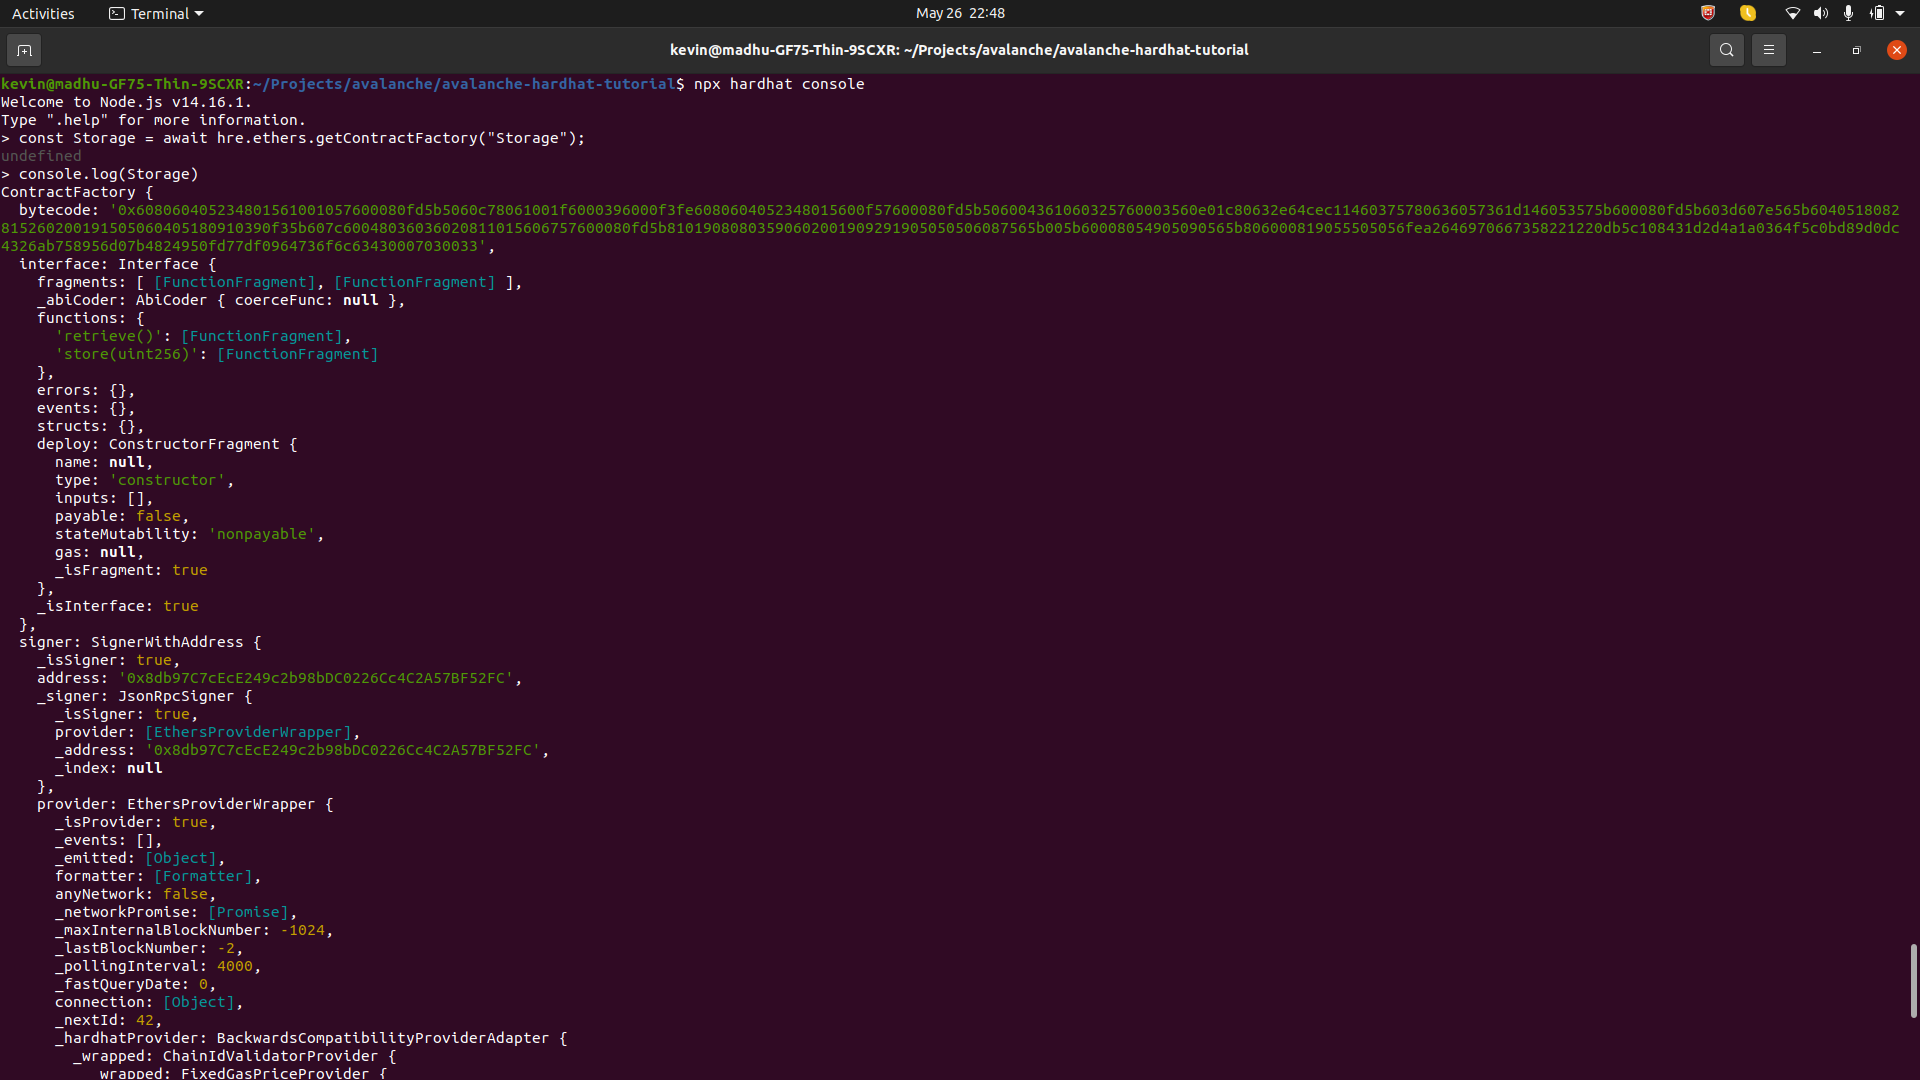 Activities Terminal May 26 22:48
kevin@madhu-GF75-Thin-9SCXR: ~/Projects/avalanche/avalanche-hardhat-tutorial
kevin@madhu-GF75-Thin-9SCXR:~/Projects/avalanche/avalanche-hardhat-tutorial$ npx hardhat console
Welcome to Node.js v14.16.1.
Type ".help" for more information.
> const Storage = await hre.ethers.getContractFactory("Storage");
undefined
> console.log(Storage)
ContractFactory {
  bytecode: '0x608060405234801561001057600080fd5b5060c78061001f6000396000f3fe6080604052348015600f57600080fd5b506004361060325760003560e01c80632e64cec11460375780636057361d146053575b600080fd5b603d607e565b6040518082
815260200191505060405180910390f35b607c60048036036020811015606757600080fd5b81019080803590602001909291905050506087565b005b60008054905090565b806000819055505056fea2646970667358221220db5c108431d2d4a1a0364f5c0bd89d0dc
4326ab758956d07b4824950fd77df0964736f6c63430007030033',
  interface: Interface {
    fragments: [ [FunctionFragment], [FunctionFragment] ],
    _abiCoder: AbiCoder { coerceFunc: null },
    functions: {
      'retrieve()': [FunctionFragment],
      'store(uint256)': [FunctionFragment]
    },
    errors: {},
    events: {},
    structs: {},
    deploy: ConstructorFragment {
      name: null,
      type: 'constructor',
      inputs: [],
      payable: false,
      stateMutability: 'nonpayable',
      gas: null,
      _isFragment: true
    },
    _isInterface: true
  },
  signer: SignerWithAddress {
    _isSigner: true,
    address: '0x8db97C7cEcE249c2b98bDC0226Cc4C2A57BF52FC',
    _signer: JsonRpcSigner {
      _isSigner: true,
      provider: [EthersProviderWrapper],
      _address: '0x8db97C7cEcE249c2b98bDC0226Cc4C2A57BF52FC',
      _index: null
    },
    provider: EthersProviderWrapper {
      _isProvider: true,
      _events: [],
      _emitted: [Object],
      formatter: [Formatter],
      anyNetwork: false,
      _networkPromise: [Promise],
      _maxInternalBlockNumber: -1024,
      _lastBlockNumber: -2,
      _pollingInterval: 4000,
      _fastQueryDate: 0,
      connection: [Object],
      _nextId: 42,
      _hardhatProvider: BackwardsCompatibilityProviderAdapter {
        _wrapped: ChainIdValidatorProvider {
          _wrapped: FixedGasPriceProvider {